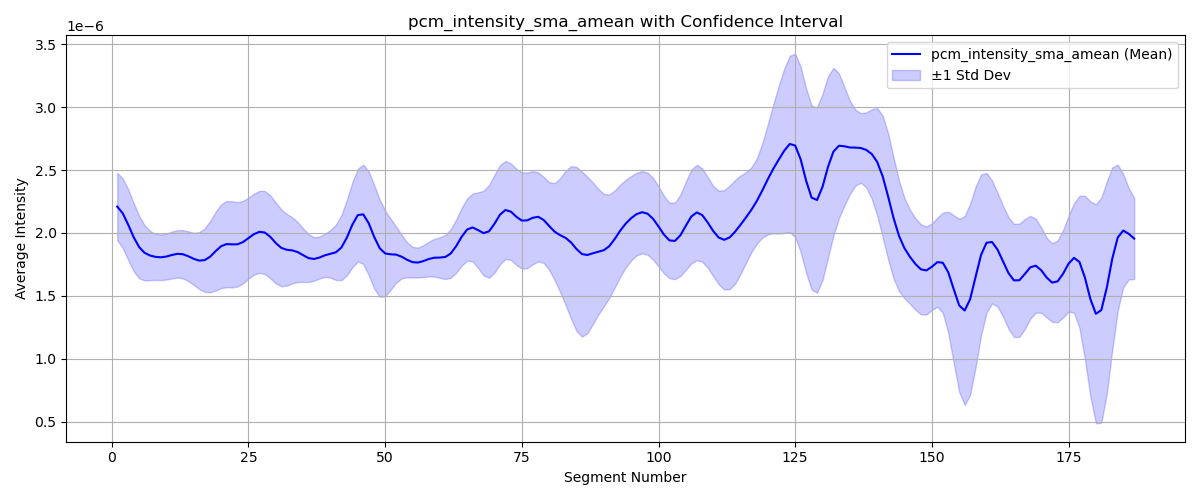 pcm_intensity_sma_amean with Confidence Interval
1e−6
3.5
3.0
2.5
2.0
1.5
1.0
0.5
Average Intensity
pcm_intensity_sma_amean (Mean)
±1 Std Dev
0
25
50
75
100
125
150
175
Segment Number